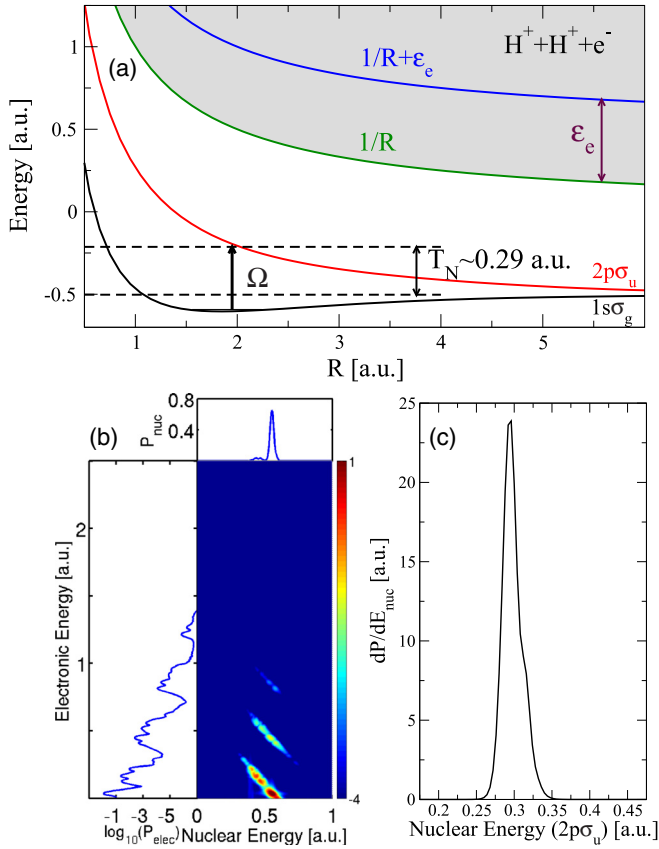 (a)
H⁺+H⁺+e⁻
1/R+ε_e
1/R
ε_e
Energy [a.u.]
1
0.5
0
-0.5
Ω
T_N~0.29 a.u.
2pσ_u
1sσ_g
1 2 3 4 5 6
R [a.u.]
(b)
P_nuc
0.8
0.4
Electronic Energy [a.u.]
2
1
1
-4
-1 -3 -5 0 0.5 1
log₁₀(P_elec) Nuclear Energy [a.u.]
(c)
dP/dE_nuc [a.u.]
25
20
15
10
5
0
0.2 0.25 0.3 0.35 0.4 0.45
Nuclear Energy (2pσ_u) [a.u.]